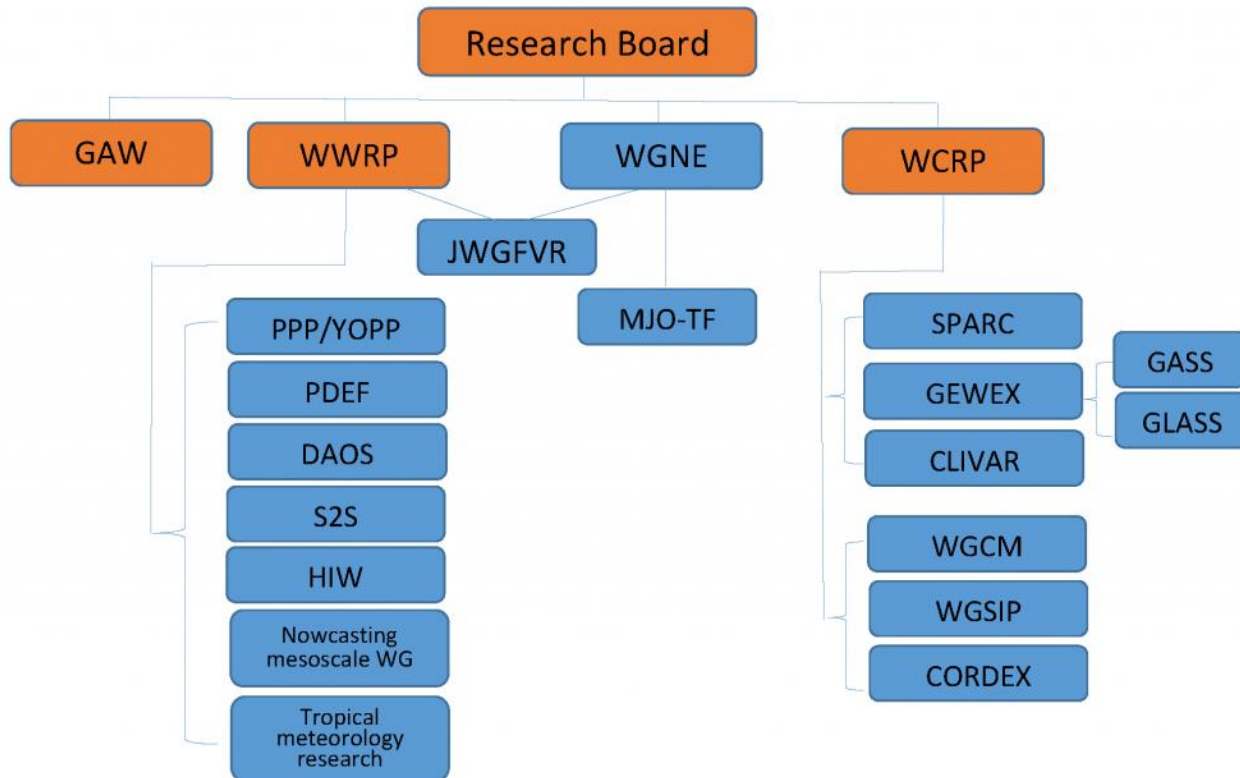 Research Board
GAW
WWRP
WGNE
WCRP
JWGFVR
MJO-TF
PPP/YOPP
PDEF
DAOS
S2S
HIW
Nowcasting
mesoscale WG
Tropical
meteorology
research
SPARC
GEWEX
CLIVAR
GASS
GLASS
WGCM
WGSIP
CORDEX